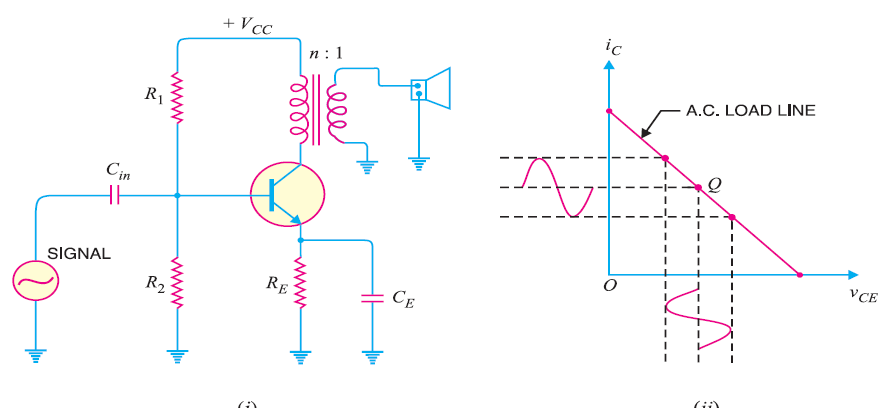 + V_CC
n : 1
R_1
C_in
SIGNAL
R_2
R_E
C_E
(i)
i_C
A.C. LOAD LINE
Q
O
v_CE
(ii)